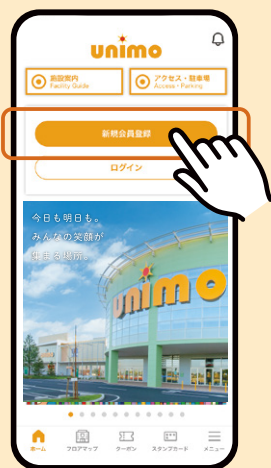 unimo
施設案内
Facility Guide
アクセス・駐車場
Access・Parking
新規会員登録
ログイン
今日も明日も。
みんなの笑顔が
集まる場所。
unimo
ホーム
フロアマップ
クーポン
スタンプカード
メニュー